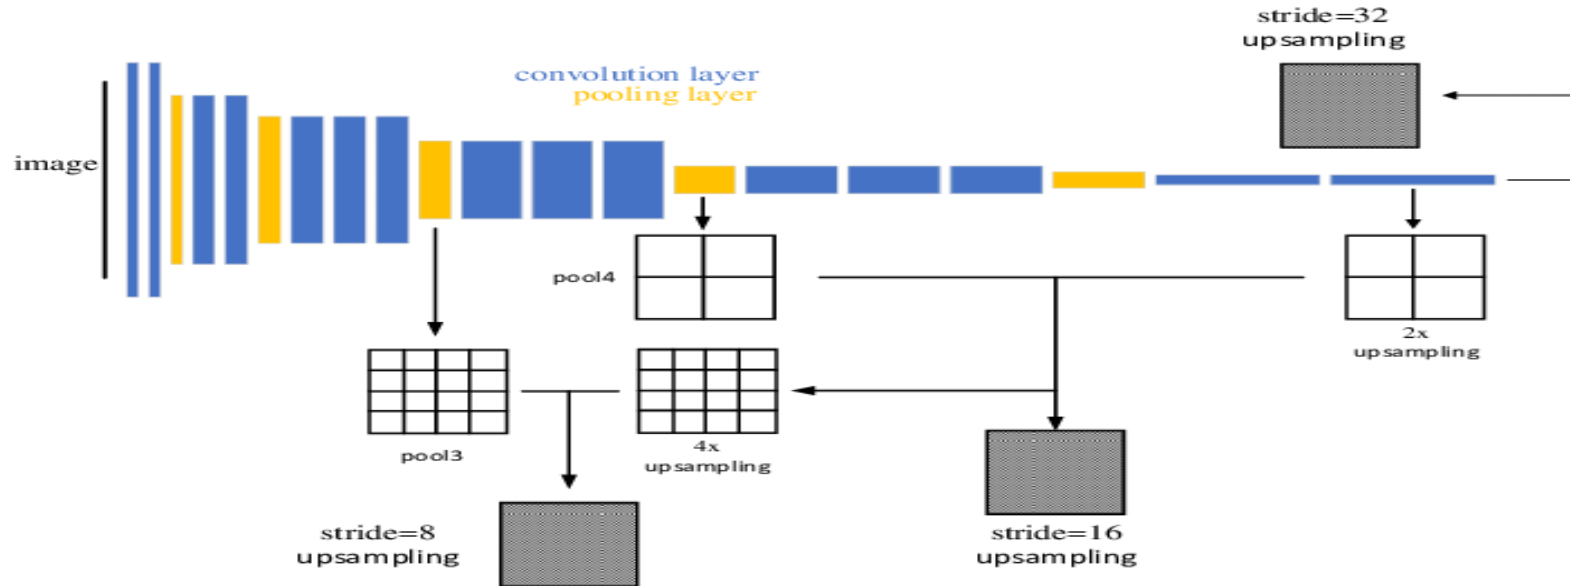 stride=32
upsampling
convolution layer
pooling layer
image
pool4
2x
upsampling
pool3
4x
upsampling
stride=8
upsampling
stride=16
upsampling